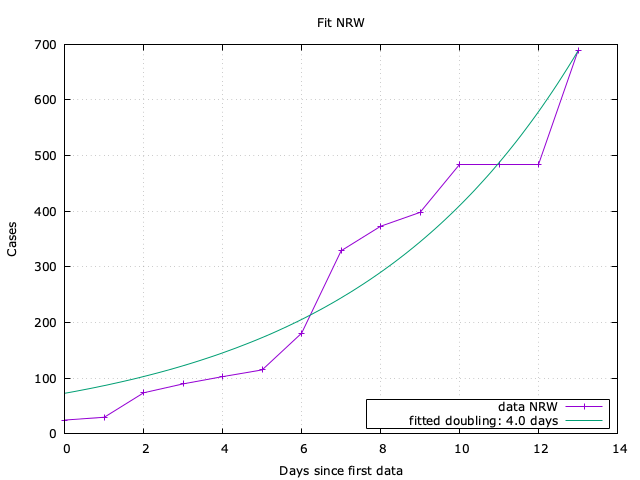 Fit NRW
700
600
500
400
300
200
100
0
Cases
data NRW
fitted doubling: 4.0 days
0 2 4 6 8 10 12 14
Days since first data